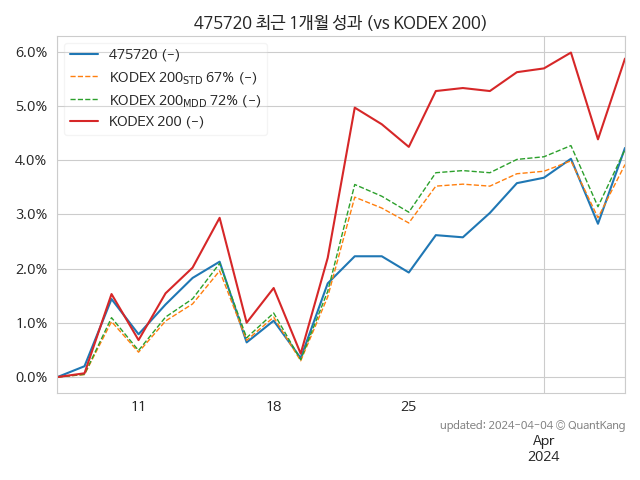 475720 최근 1개월 성과 (vs KODEX 200)
6.0%
5.0%
4.0%
3.0%
2.0%
1.0%
0.0%
475720 (-)
KODEX 200STD 67% (-)
KODEX 200MDD 72% (-)
KODEX 200 (-)
11
18
25
updated: 2024-04-04 © QuantKang
Apr
2024